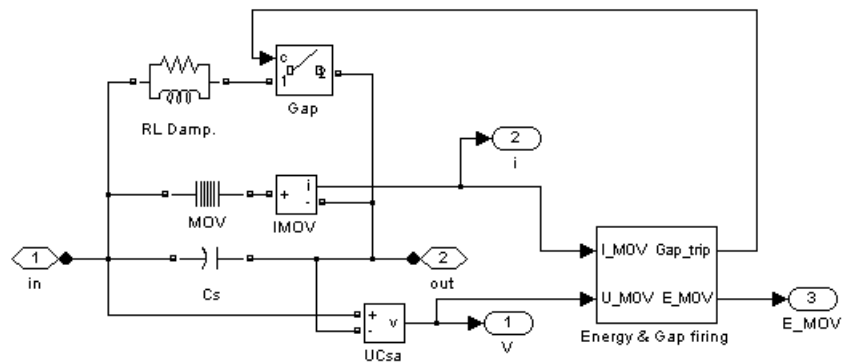 c
1
2
Gap
RL Damp.
2
i
+
i
-
MOV
IMOV
I_MOV
Gap_trip
U_MOV
E_MOV
Energy & Gap firing
1
in
2
out
Cs
3
E_MOV
+
-
v
UCsa
1
V